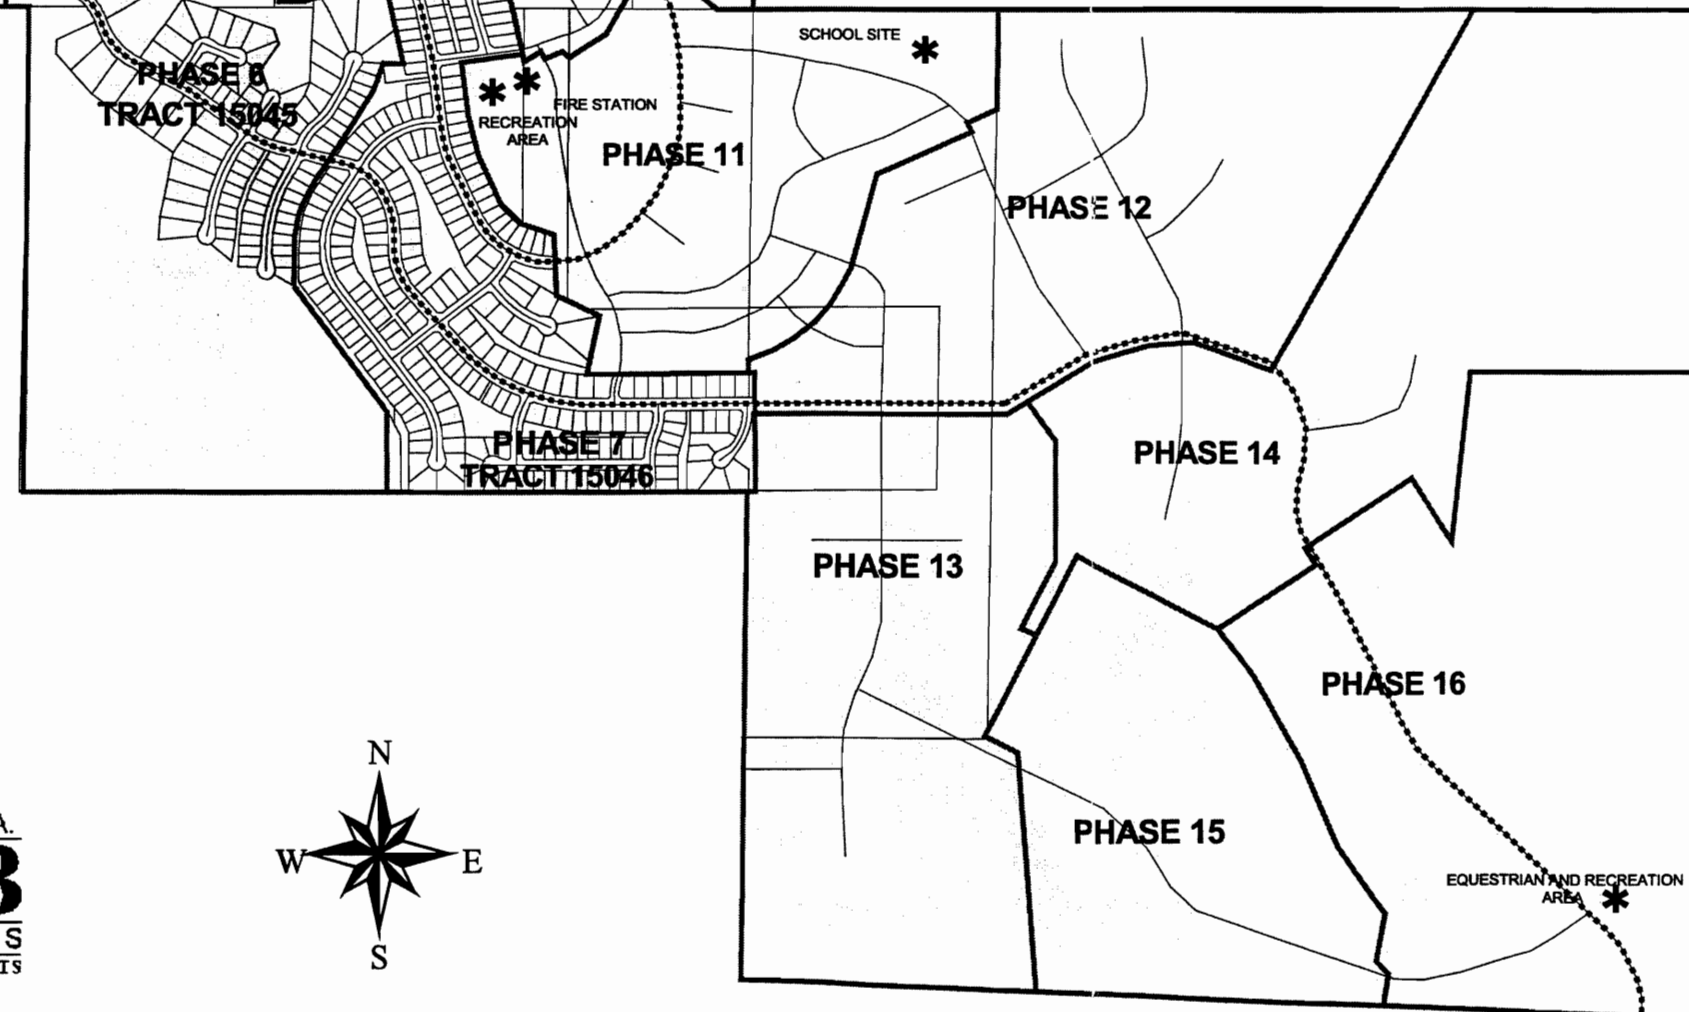 SCHOOL SITE
PHASE 6
TRACT 15045
FIRE STATION
RECREATION
AREA
PHASE 11
PHASE 12
PHASE 7
TRACT 15046
PHASE 14
PHASE 13
PHASE 16
N
W
E
S
PHASE 15
EQUESTRIAN AND RECREATION
AREA
A.
B
S
TS